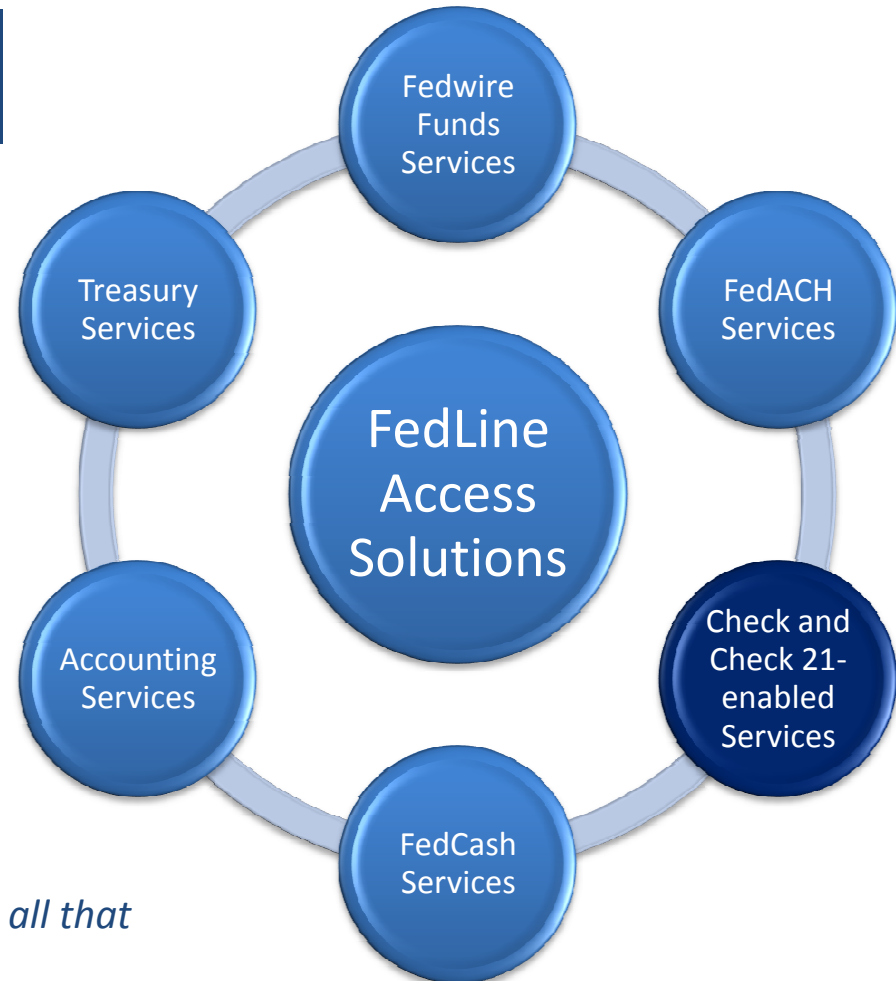 Fedwire
Funds
Services
FedACH
Services
Check and
Check 21-
enabled
Services
FedCash
Services
Accounting
Services
Treasury
Services
FedLine
Access
Solutions
all that